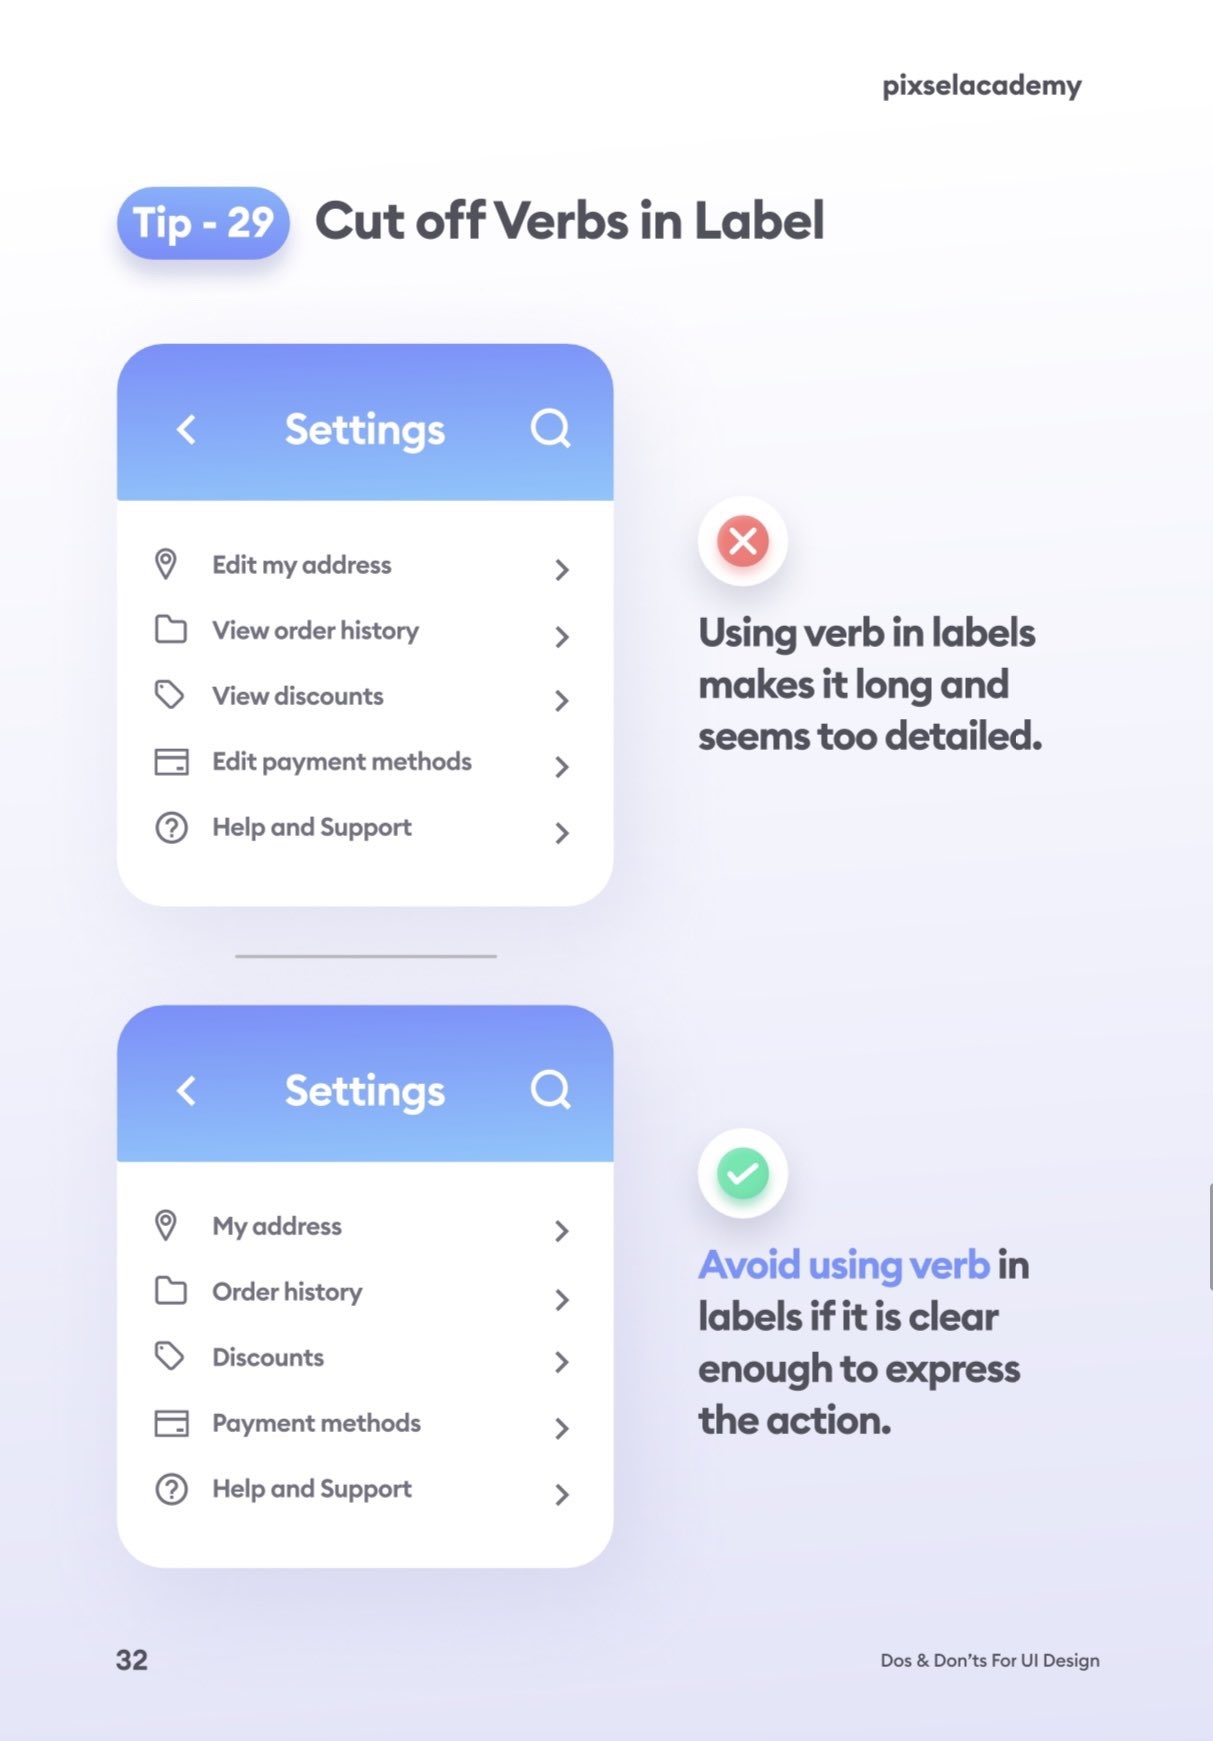 pixselacademy
Tip - 29
Cut off Verbs in Label
Settings
Edit my address
View order history
View discounts
Edit payment methods
Help and Support
Using verb in labels
makes it long and
seems too detailed.
Settings
My address
Order history
Discounts
Payment methods
Help and Support
Avoid using verb in
labels if it is clear
enough to express
the action.
32
Dos & Don’ts For UI Design